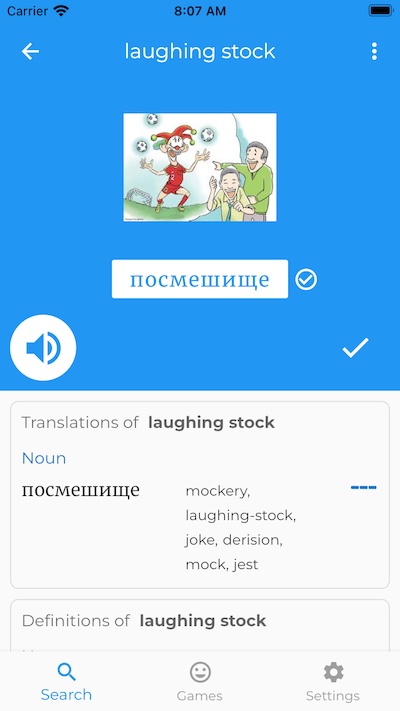 Carrier 8:07 AM
laughing stock
посмешище
Translations of laughing stock
Noun
посмешище
mockery,
laughing-stock,
joke, derision,
mock, jest
Definitions of laughing stock
Search Games Settings